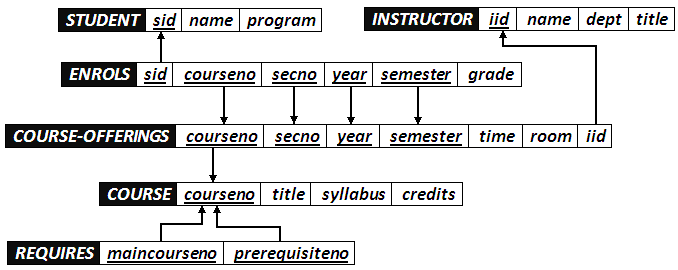 STUDENT sid name program INSTRUCTOR iid name dept title
ENROLS sid courseno secno year semester grade
COURSE-OFFERINGS courseno secno year semester time room iid
COURSE courseno title syllabus credits
REQUIRES maincourseno prerequisiteno